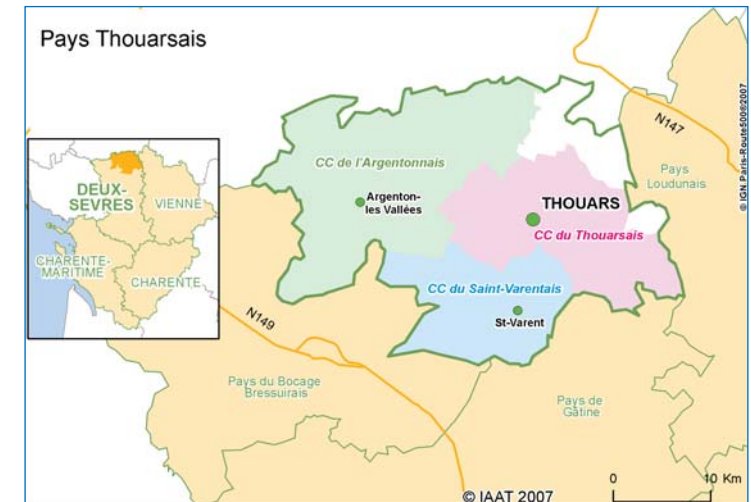 Pays Thouarsais
© IGN Paris-Route500®2007
N147
CC de l'Argentonnais
Pays
Loudunais
DEUX-
SEVRES
VIENNE
Argenton-
les Vallées
THOUARS
CC du Thouarsais
CHARENTE-
MARITIME
CHARENTE
CC du Saint-Varentais
N149
St-Varent
Pays du Bocage
Bressuirais
Pays de
Gâtine
0
10 Km
© IAAT 2007